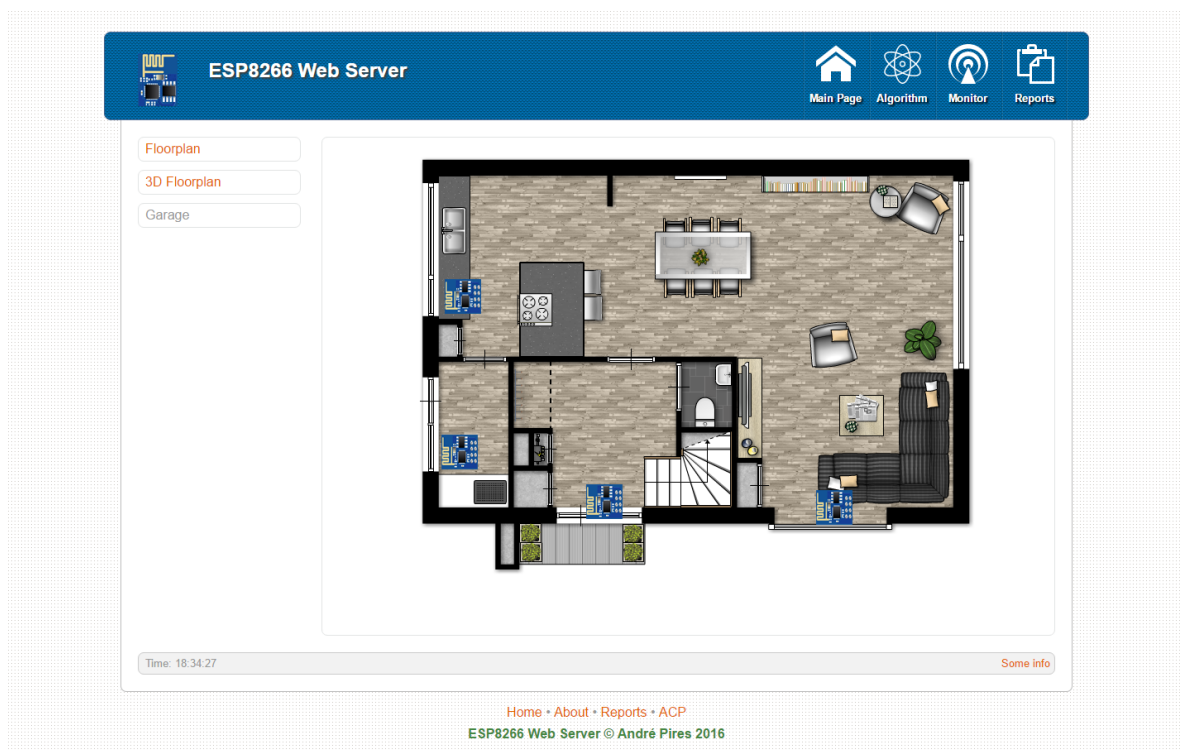 ESP8266 Web Server
Main Page
Algorithm
Monitor
Reports
Floorplan
3D Floorplan
Garage
Time: 18:34:27
Some info
Home • About • Reports • ACP
ESP8266 Web Server © André Pires 2016